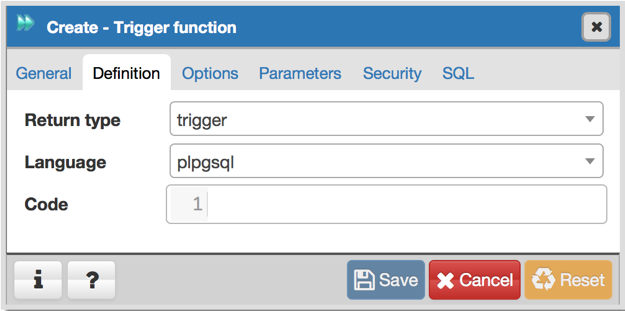 Create - Trigger function
General Definition Options Parameters Security SQL
Return type trigger
Language plpgsql
Code 1
i ? Save Cancel Reset